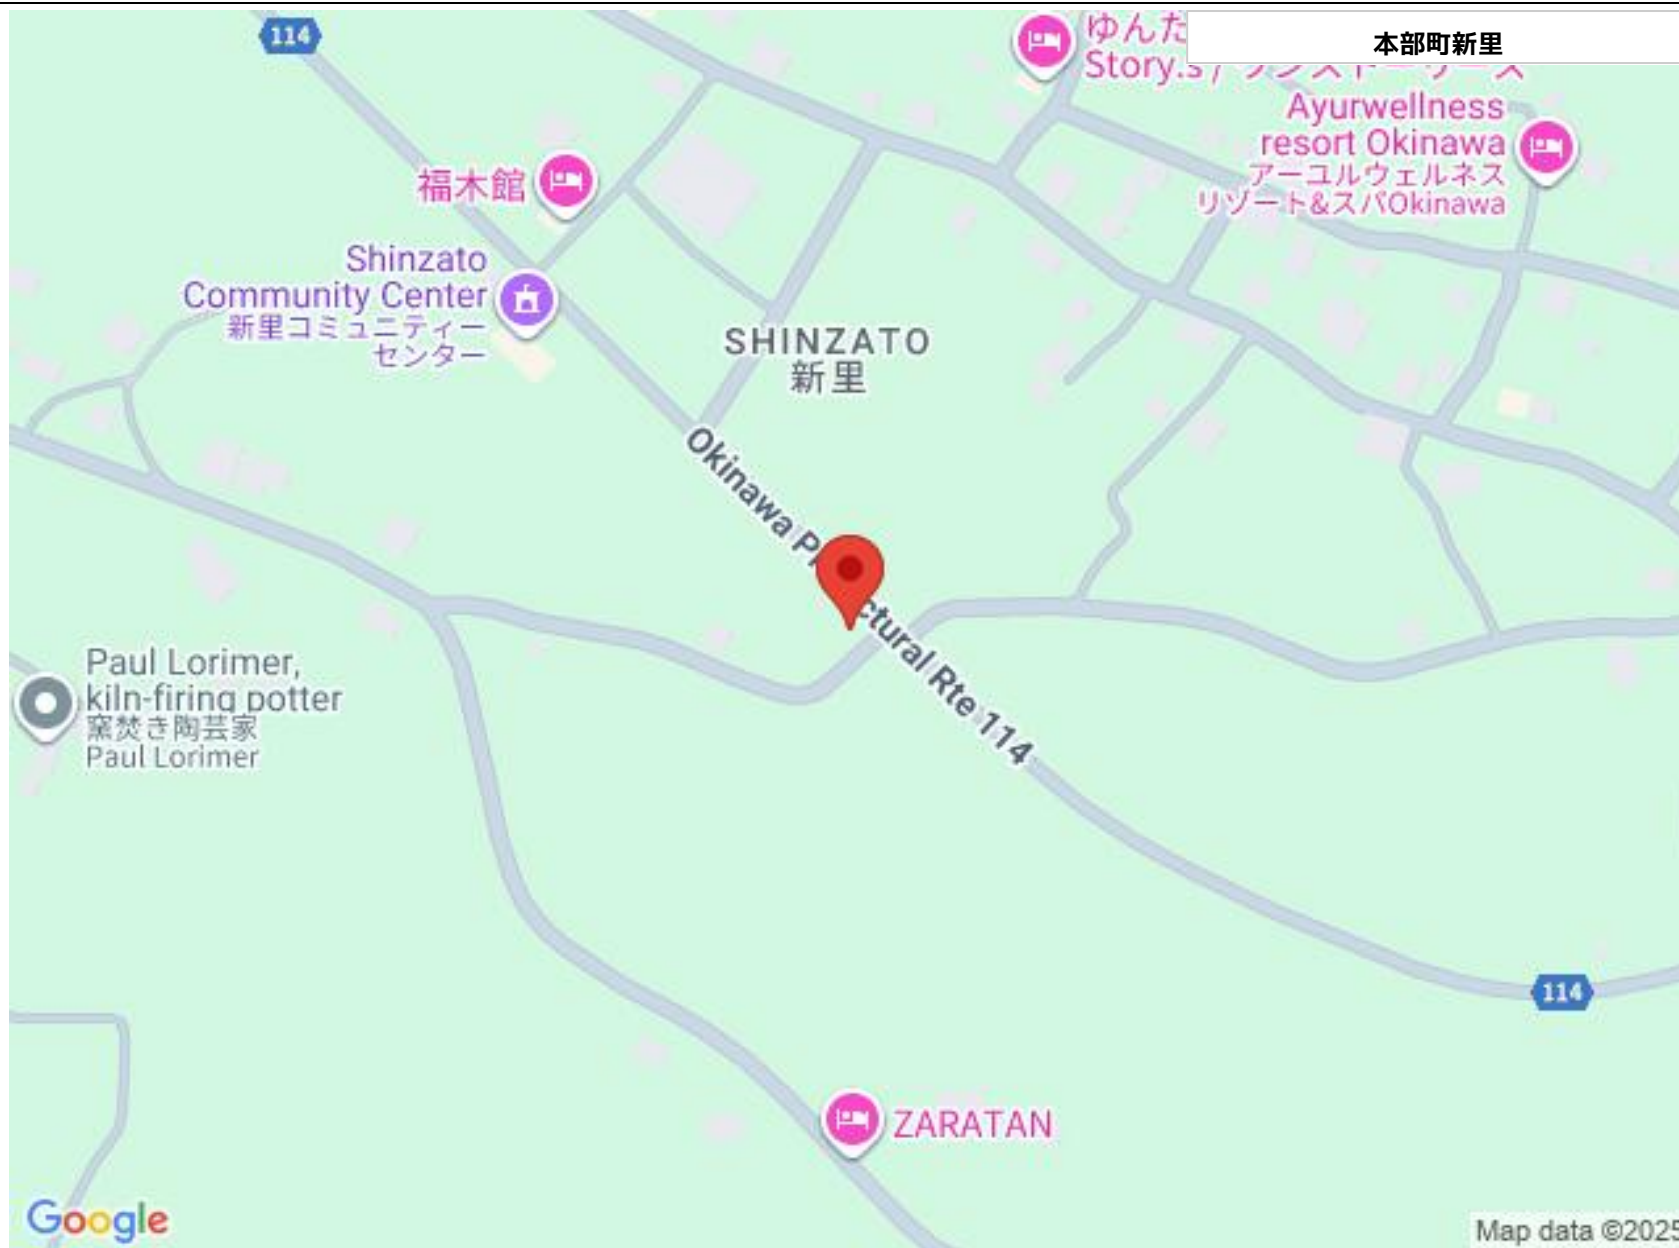 114
ゆんた
本部町新里
Story.s /
Ayurwellness
resort Okinawa
アーユルウェルネス
リゾート&スパOkinawa
福木館
Shinzato
Community Center
新里コミュニティー
センター
SHINZATO
新里
Okinawa
ctural Rte 114
Paul Lorimer,
kiln-firing potter
窯焚き陶芸家
Paul Lorimer
114
ZARATAN
Google
Map data ©2025